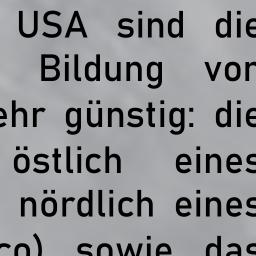 USA sind die
Bildung von
ehr günstig: die
östlich eines
nördlich eines
co) sowie das